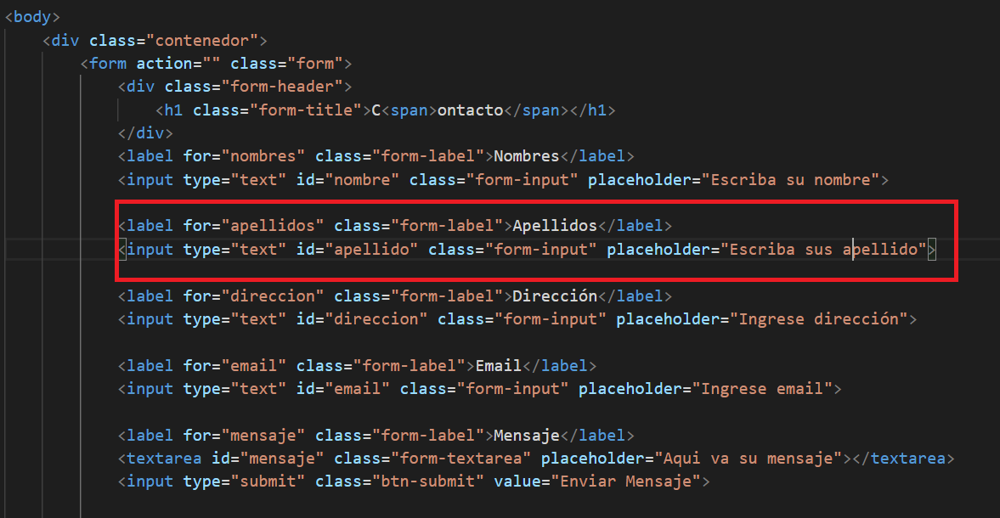 <body>
<div class="contenedor">
<form action="" class="form">
<div class="form-header">
<h1 class="form-title">C<span>ontacto</span></h1>
</div>
<label for="nombres" class="form-label">Nombres</label>
<input type="text" id="nombre" class="form-input" placeholder="Escriba su nombre">
<label for="apellidos" class="form-label">Apellidos</label>
<input type="text" id="apellido" class="form-input" placeholder="Escriba sus apellido">
<label for="direccion" class="form-label">Dirección</label>
<input type="text" id="direccion" class="form-input" placeholder="Ingrese dirección">
<label for="email" class="form-label">Email</label>
<input type="text" id="email" class="form-input" placeholder="Ingrese email">
<label for="mensaje" class="form-label">Mensaje</label>
<textarea id="mensaje" class="form-textarea" placeholder="Aqui va su mensaje"></textarea>
<input type="submit" class="btn-submit" value="Enviar Mensaje">